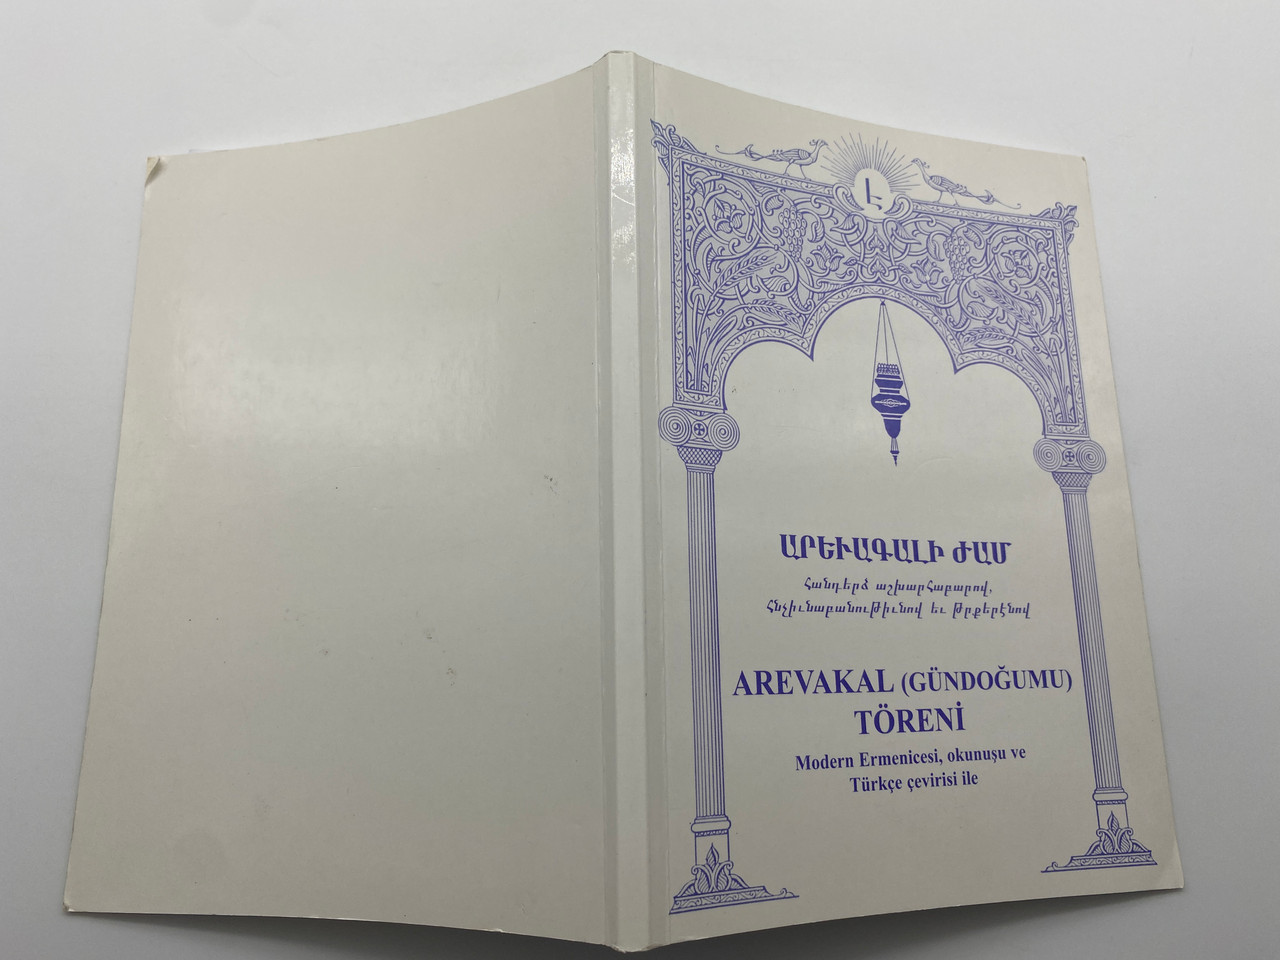 Է
ԱՐԵՒԱԳԱԼԻ ԺԱՄ
Հանդերձ աշխարհաբարով,
հնչիւնաբանութիւնով եւ թրքերէնով
AREVAKAL (GÜNDOĞUMU)
TÖRENİ
Modern Ermenicesi, okunuşu ve
Türkçe çevirisi ile